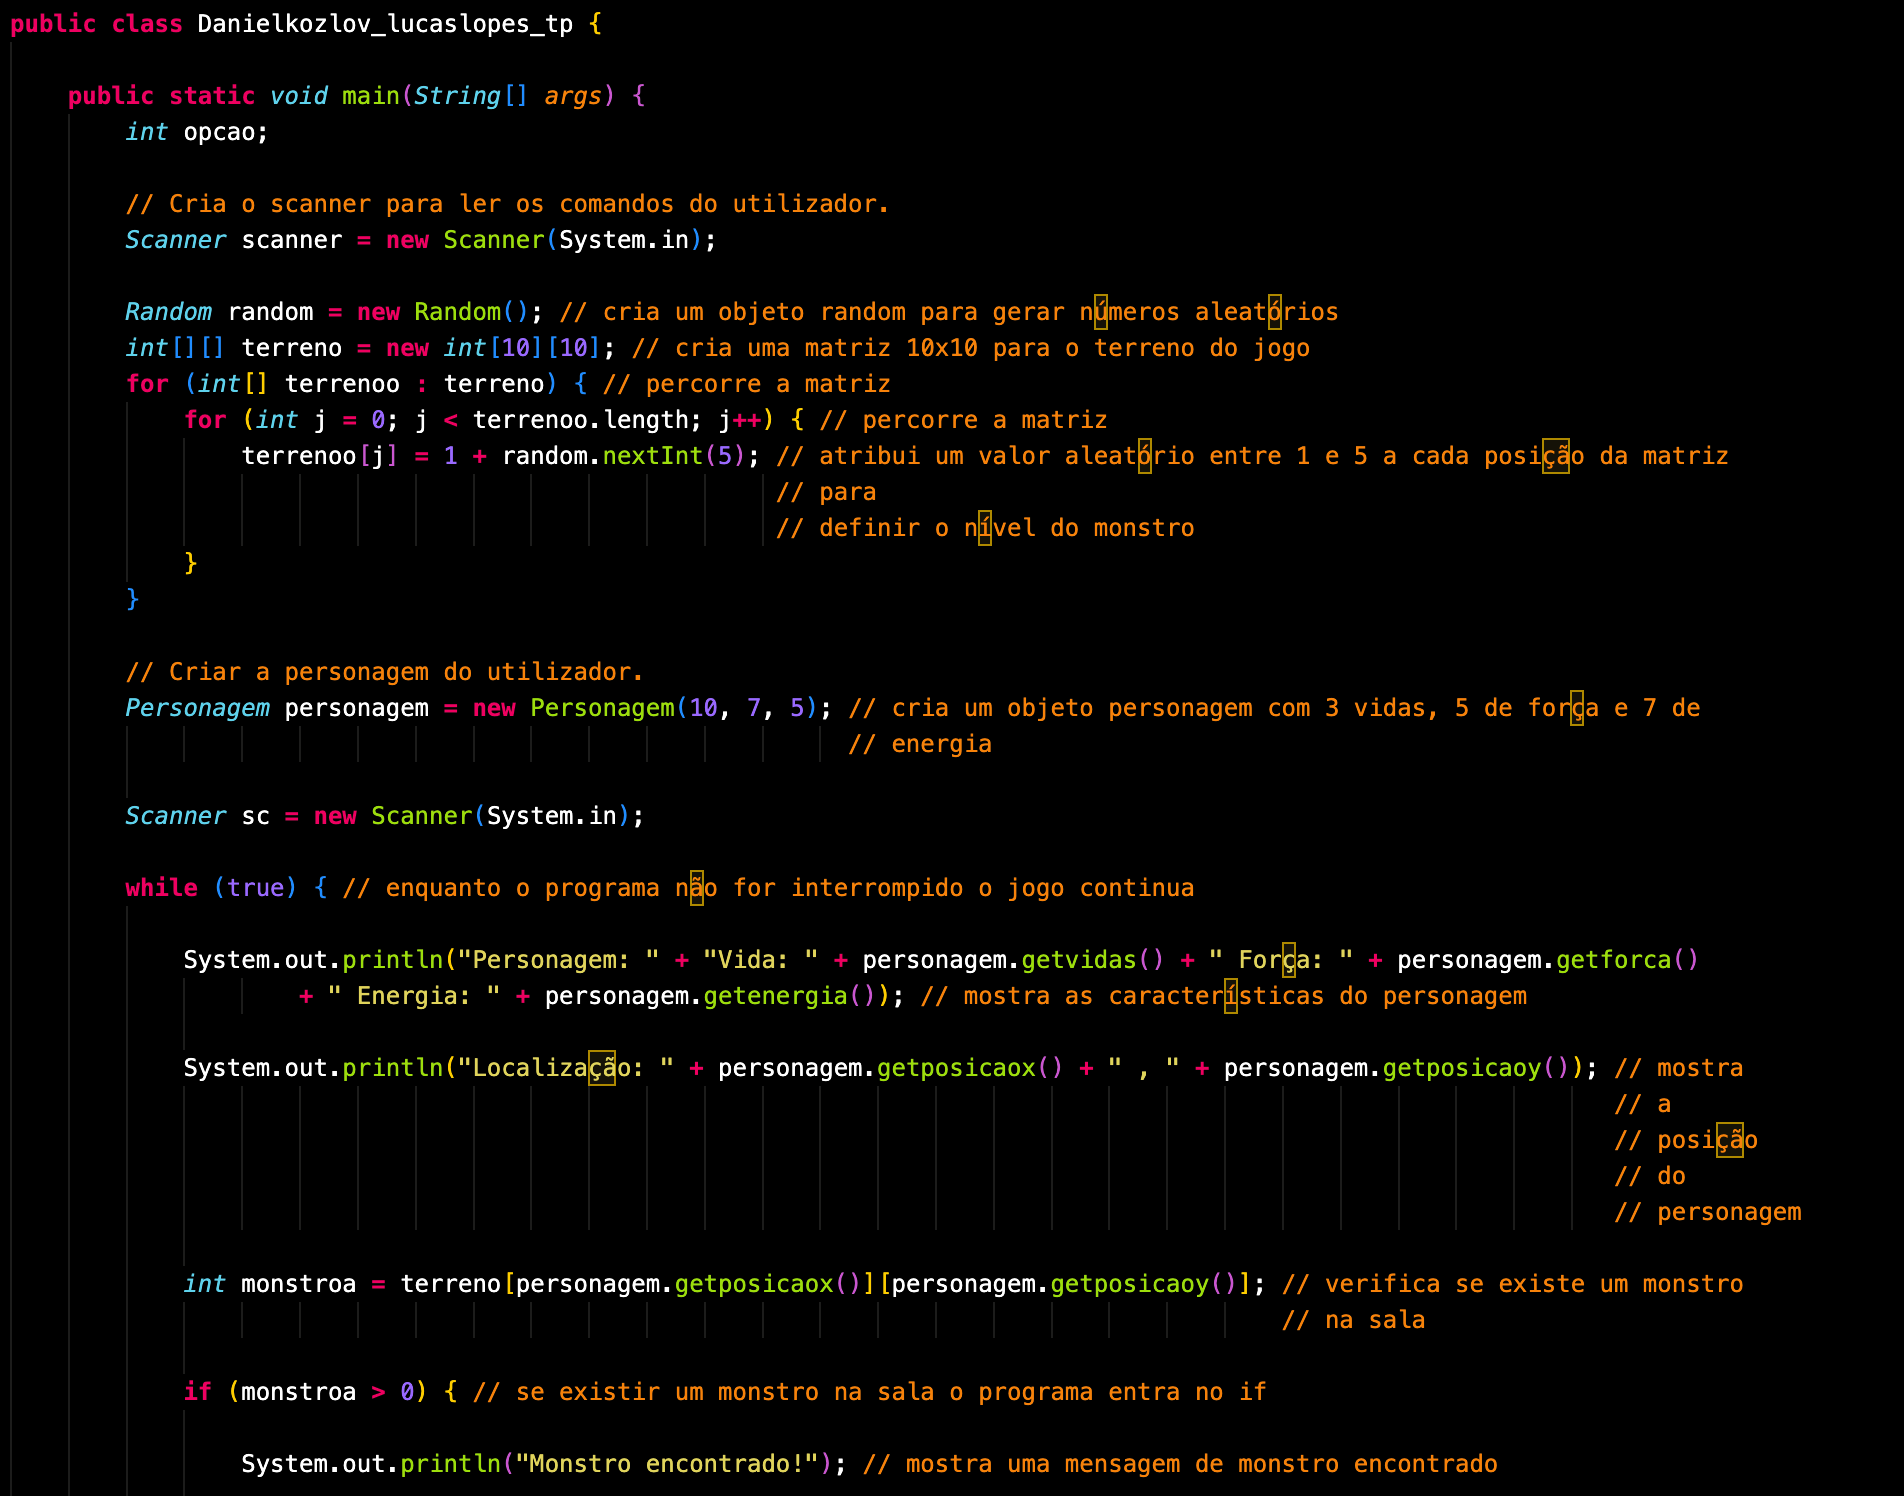 public class Danielkozlov_lucaslopes_tp {
public static void main(String[] args) {
int opcao;
// Cria o scanner para ler os comandos do utilizador.
Scanner scanner = new Scanner(System.in);
Random random = new Random(); // cria um objeto random para gerar números aleatórios
int[][] terreno = new int[10][10]; // cria uma matriz 10x10 para o terreno do jogo
for (int[] terrenoo : terreno) { // percorre a matriz
for (int j = 0; j < terrenoo.length; j++) { // percorre a matriz
terrenoo[j] = 1 + random.nextInt(5); // atribui um valor aleatório entre 1 e 5 a cada posição da matriz
// para
// definir o nível do monstro
}
}
// Criar a personagem do utilizador.
Personagem personagem = new Personagem(10, 7, 5); // cria um objeto personagem com 3 vidas, 5 de força e 7 de
// energia
Scanner sc = new Scanner(System.in);
while (true) { // enquanto o programa não for interrompido o jogo continua
System.out.println("Personagem: " + "Vida: " + personagem.getvidas() + " Força: " + personagem.getforca()
+ " Energia: " + personagem.getenergia()); // mostra as características do personagem
System.out.println("Localização: " + personagem.getposicaox() + " , " + personagem.getposicaoy()); // mostra
// a
// posição
// do
// personagem
int monstroa = terreno[personagem.getposicaox()][personagem.getposicaoy()]; // verifica se existe um monstro
// na sala
if (monstroa > 0) { // se existir um monstro na sala o programa entra no if
System.out.println("Monstro encontrado!"); // mostra uma mensagem de monstro encontrado